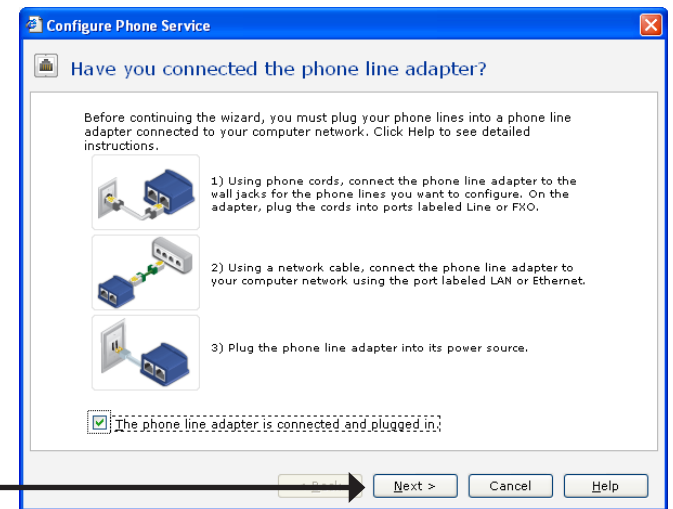 Configure Phone Service
Have you connected the phone line adapter?
Before continuing the wizard, you must plug your phone lines into a phone line
adapter connected to your computer network. Click Help to see detailed
instructions.
1) Using phone cords, connect the phone line adapter to the
wall jacks for the phone lines you want to configure. On the
adapter, plug the cords into ports labeled Line or FXO.
2) Using a network cable, connect the phone line adapter to
your computer network using the port labeled LAN or Ethernet.
3) Plug the phone line adapter into its power source.
The phone line adapter is connected and plugged in.
Next > Cancel Help